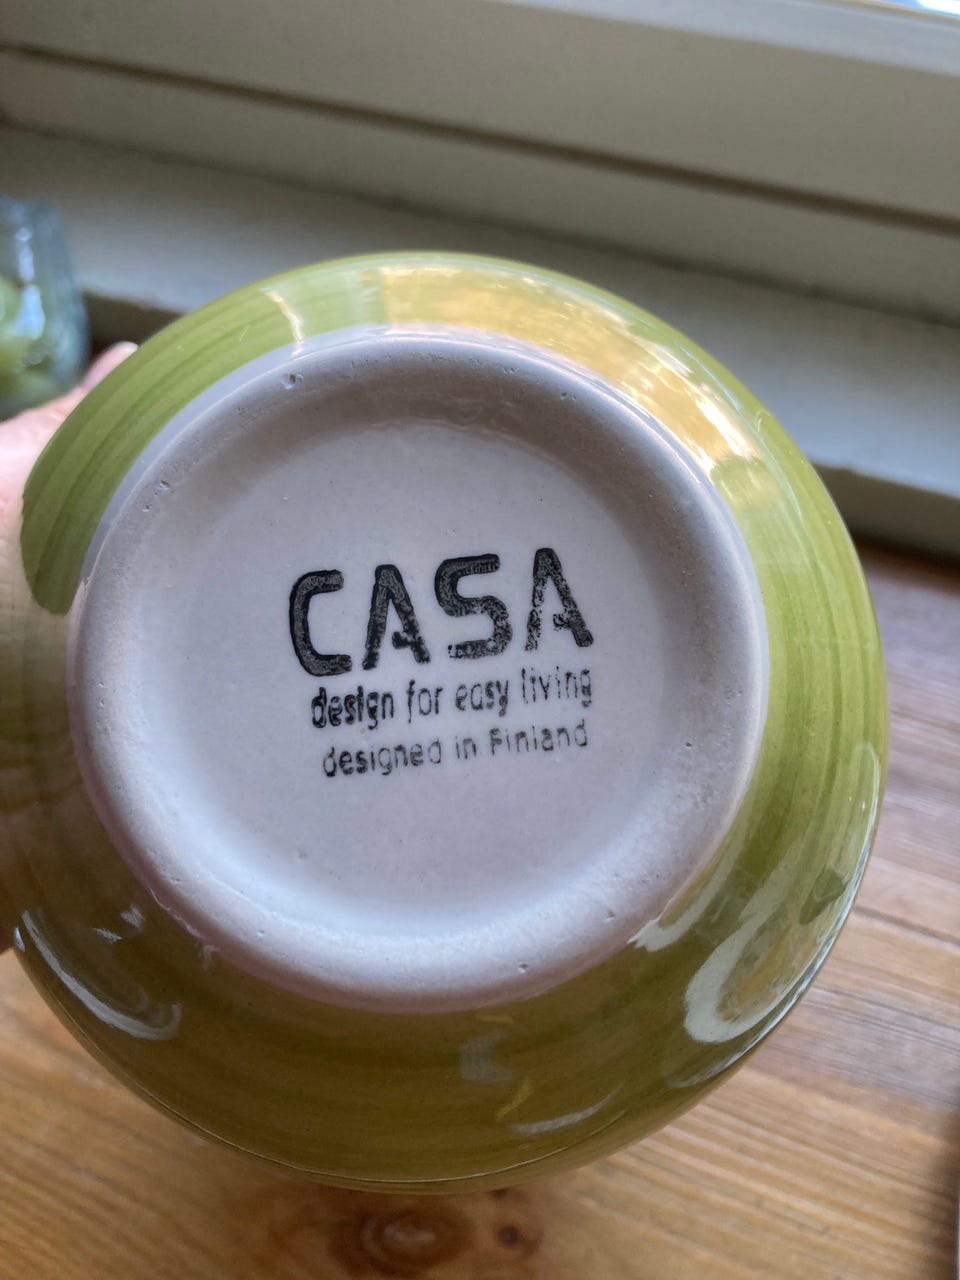 CASA
design for easy living
designed in Finland